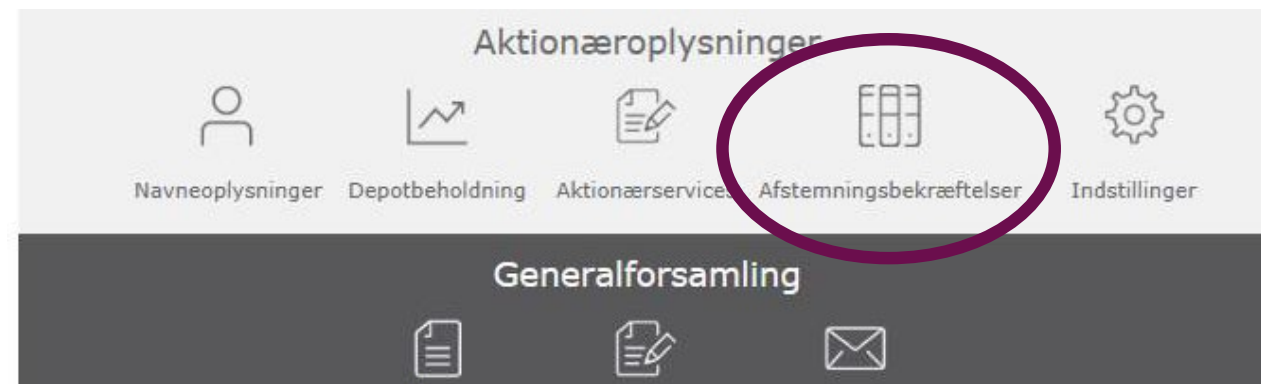 Aktionæroplysninger
Navneoplysninger Depotbeholdning Aktionærservices Afstemningsbekræftelser Indstillinger
Generalforsamling